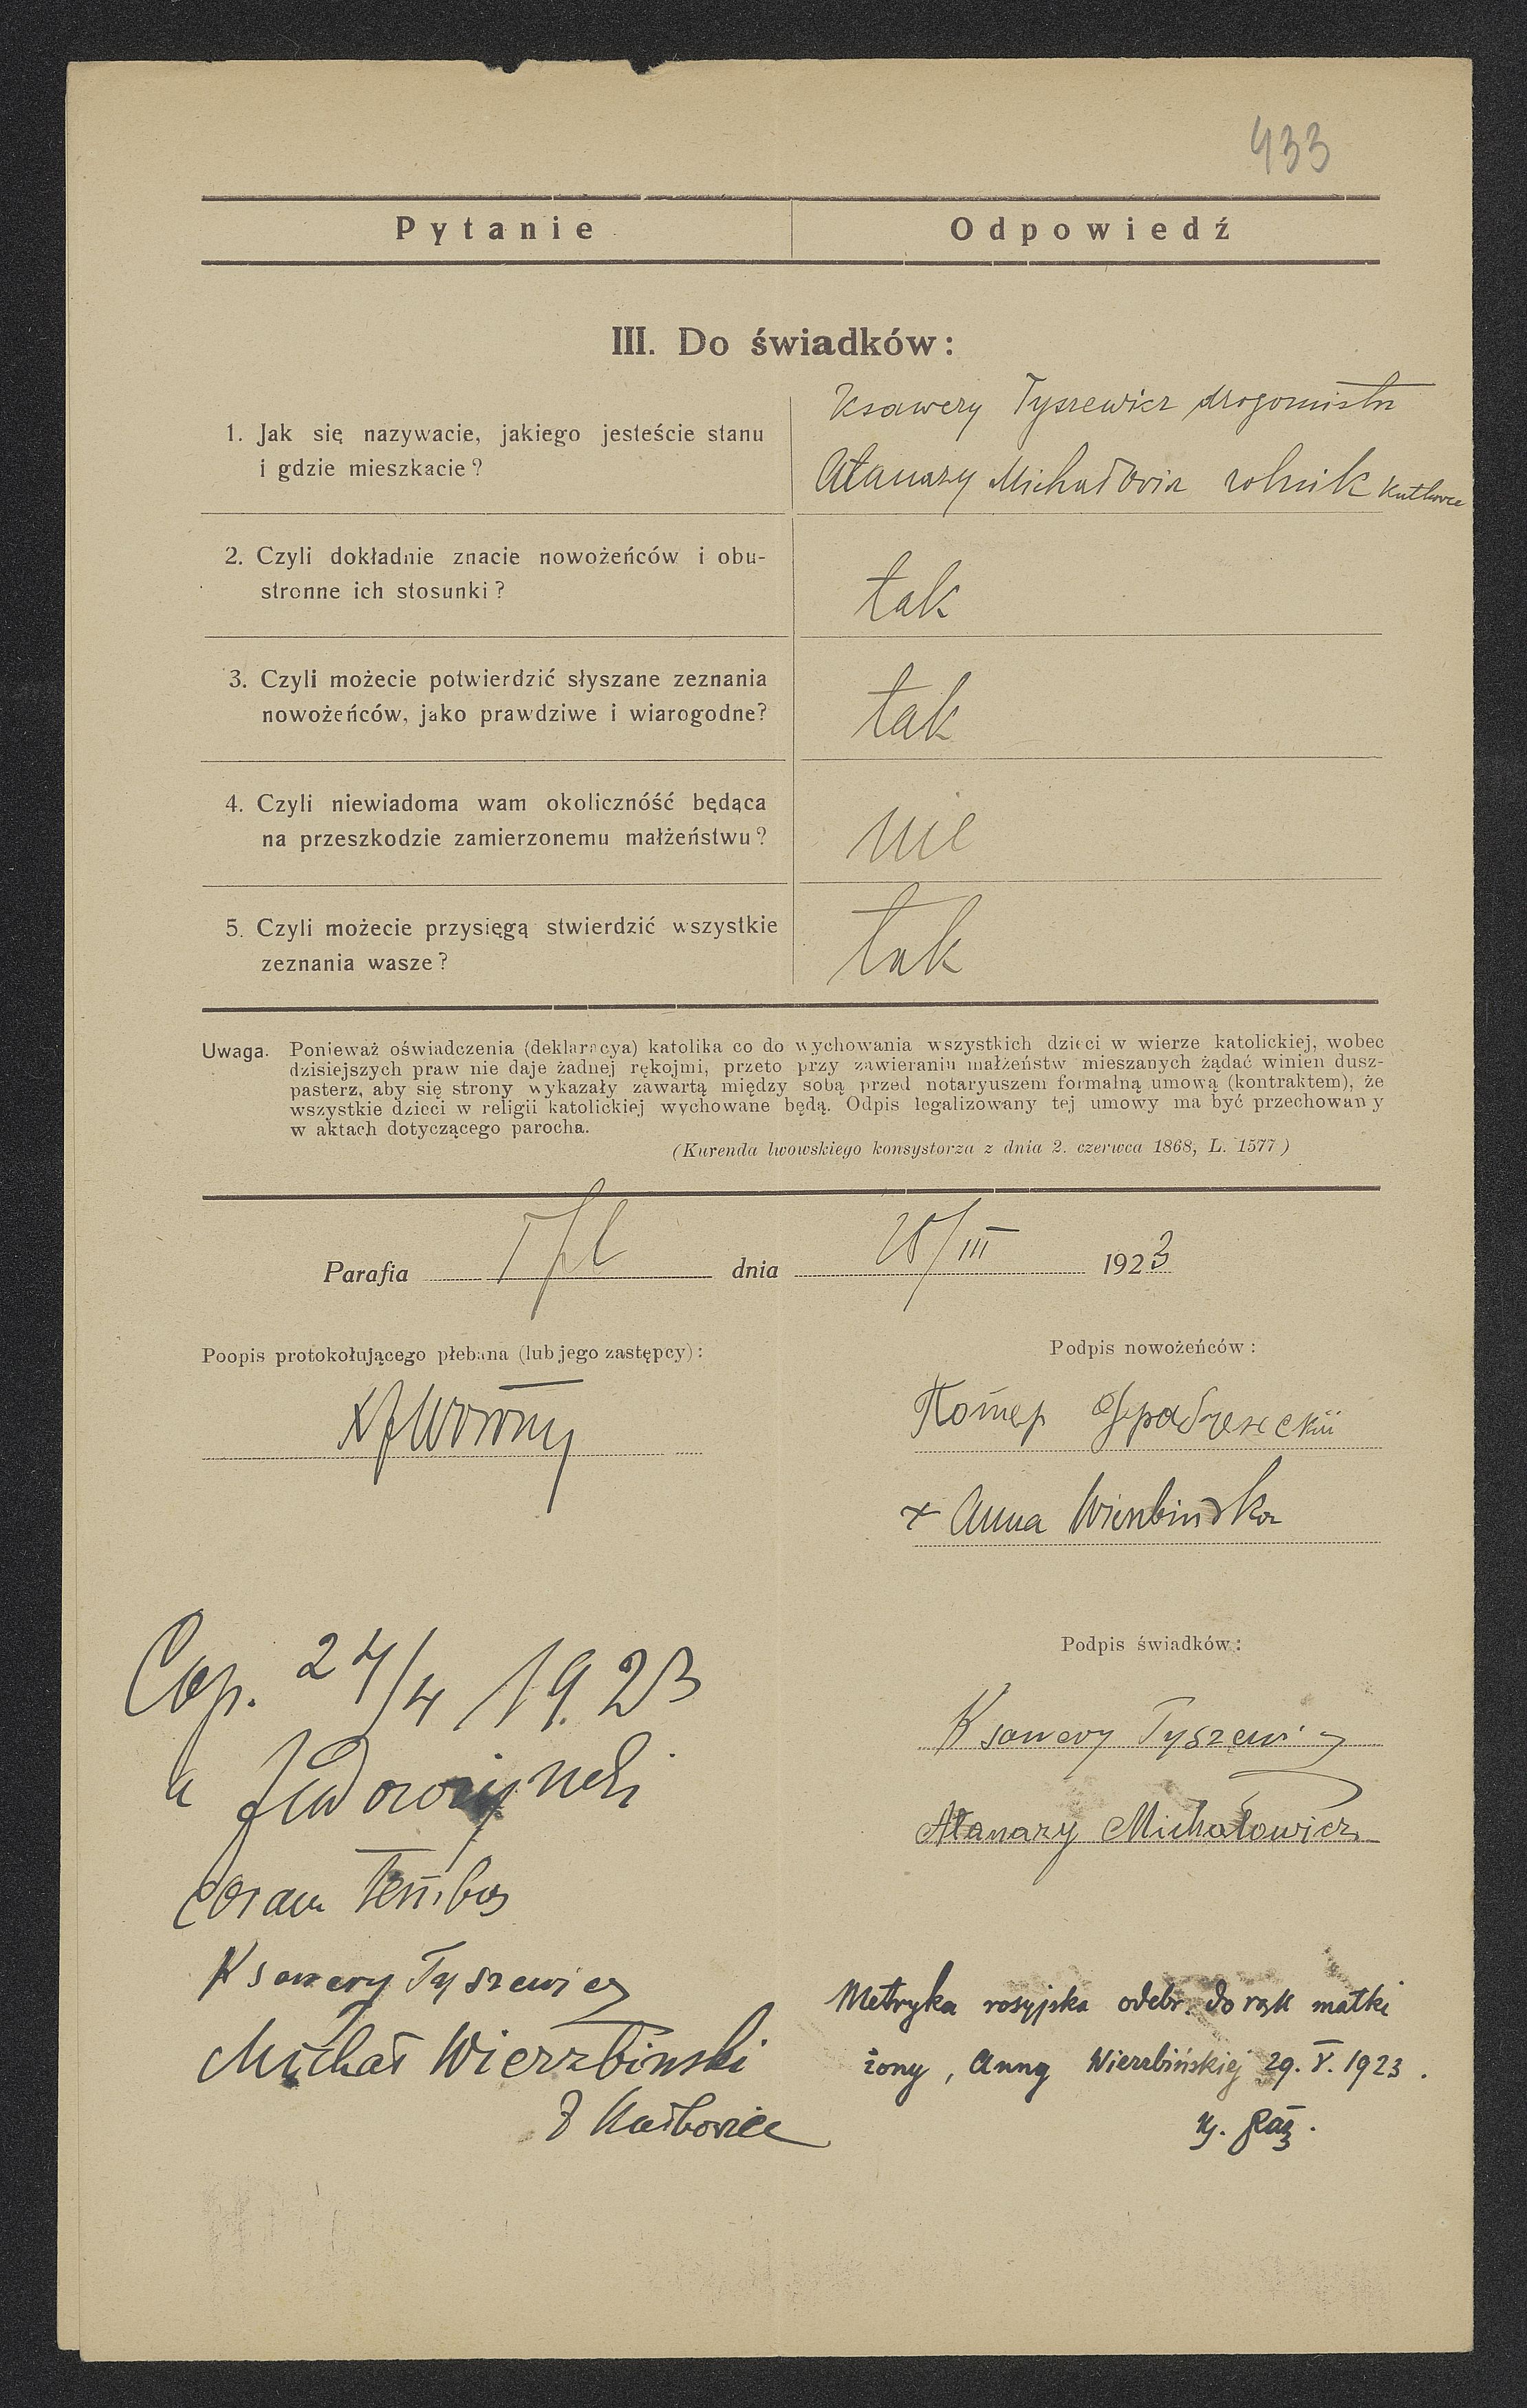 433
Pytanie Odpowiedź
III. Do świadków:
Ksawery Tyszewicz drogomistrz
1. Jak się nazywacie, jakiego jesteście stanu
i gdzie mieszkacie?
Atanazy Michałowicz rolnik
2. Czyli dokładnie znacie nowożeńców i obu-
stronne ich stosunki?
tak
3. Czyli możecie potwierdzić słyszane zeznania
nowożeńców, jako prawdziwe i wiarogodne?
tak
4. Czyli niewiadoma wam okolicznóść będąca
na przeszkodzie zamierzonemu małżeństwu?
nie
5. Czyli możecie przysięgą stwierdzić wszystkie
zeznania wasze?
tak
Uwaga. Ponieważ oświadczenia (deklaracya) katolika co do wychowania wszystkich dzieci w wierze katolickiej, wobec
dzisiejszych praw nie daje żadnej rękojmi, przeto przy zawieraniu małżeństw mieszanych żądać winien dusz-
pasterz, aby się strony wykazały zawartą między sobą przed notaryuszem formalną umową (kontraktem), że
wszystkie dzieci w religii katolickiej wychowane będą. Odpis legalizowany tej umowy ma być przechowany
w aktach dotyczącego parocha.
(Kurenda lwowskiego konsystorza z dnia 2. czerwca 1868, L. 1577)
Parafia Tpl dnia 25/III 1923
Poopis protokołującego plebana (lub jego zastępcy):
Podpis nowożeńców:
+ Anna Wierzbińska
Podpis świadków:
Ksawery Tyszewicz
Atanazy Michałowicz
Cop. 24/4 1923
a
coram testibus
Ksawery Tyszewicz
Michał Wierzbinski
Metryka rosyjska odebr. do rąk matki
żony, Anny Wierzbińskiej 29. V. 1923.